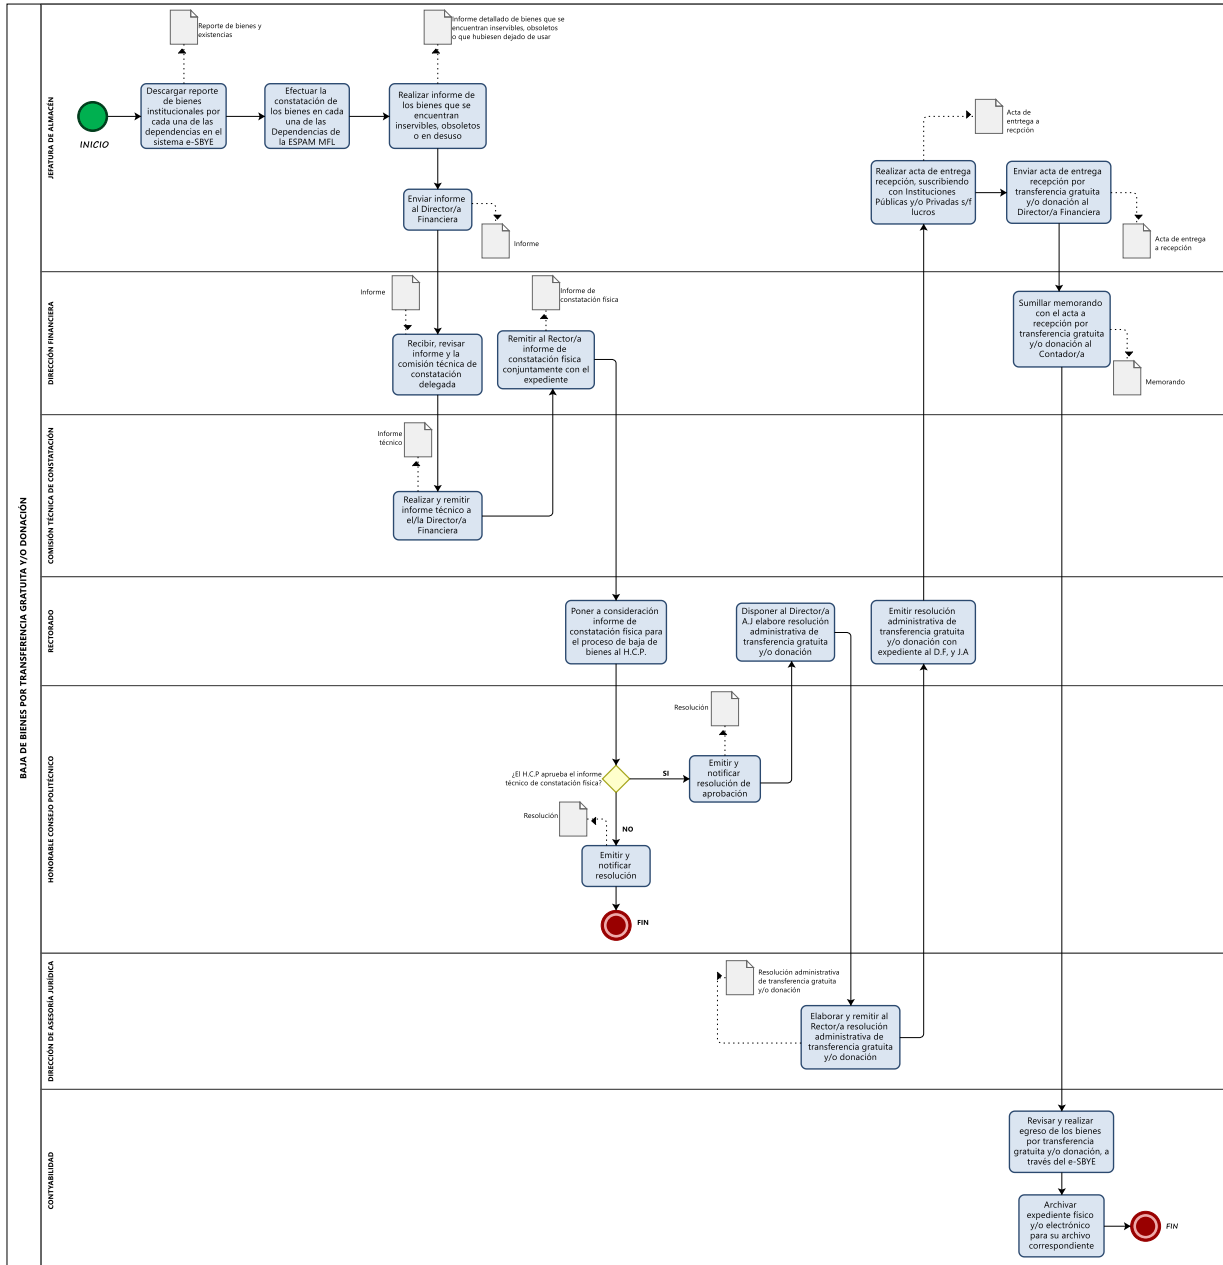 BAJA DE BIENES POR TRANSFERENCIA GRATUITA Y/O DONACIÓN
JEFATURA DE ALMACÉN
Reporte de bienes y
existencias
Informe detallado de bienes que se
encuentran inservibles, obsoletos
o que hubiesen dejado de usar
INICIO
Descargar reporte
de bienes
institucionales por
cada una de las
dependencias en el
sistema e-SBYE
Efectuar la
constatación de
los bienes en cada
una de las
Dependencias de
la ESPAM MFL
Realizar informe de
los bienes que se
encuentran
inservibles, obsoletos
o en desuso
Enviar informe
al Director/a
Financiera
Informe
Acta de
entrtega a
recpción
Realizar acta de entrega
recepción, suscribiendo
con Instituciones
Públicas y/o Privadas s/f
lucros
Enviar acta de entrega
recepción por
transferencia gratuita
y/o donación al
Director/a Financiera
Acta de entrega
a recepción
DIRECCIÓN FINANCIERA
Informe
Recibir, revisar
informe y la
comisión técnica de
constatación
delegada
Informe de
constatación física
Remitir al Rector/a
informe de
constatación física
conjuntamente con el
expediente
Sumillar memorando
con el acta a
recepción por
transferencia gratuita
y/o donación al
Contador/a
Memorando
COMISIÓN TÉCNICA DE CONSTATACIÓN
Informe
técnico
Realizar y remitir
informe técnico a
el/la Director/a
Financiera
RECTORADO
Poner a consideración
informe de
constatación física para
el proceso de baja de
bienes al H.C.P.
Disponer al Director/a
A.J elabore resolución
administrativa de
transferencia gratuita
y/o donación
Emitir resolución
administrativa de
transferencia gratuita
y/o donación con
expediente al D.F, y J.A
HONORABLE CONSEJO POLITÉCNICO
Resolución
¿El H.C.P aprueba el informe
técnico de constatación física?
SI
Emitir y
notificar
resolución de
aprobación
Resolución
NO
Emitir y
notificar
resolución
FIN
DIRECCIÓN DE ASESORÍA JURÍDICA
Resolución administrativa
de transferencia gratuita
y/o donación
Elaborar y remitir al
Rector/a resolución
administrativa de
transferencia gratuita
y/o donación
CONTYABILIDAD
Revisar y realizar
egreso de los bienes
por transferencia
gratuita y/o donación, a
través del e-SBYE
Archivar
expediente físico
y/o electrónico
para su archivo
correspondiente
FIN